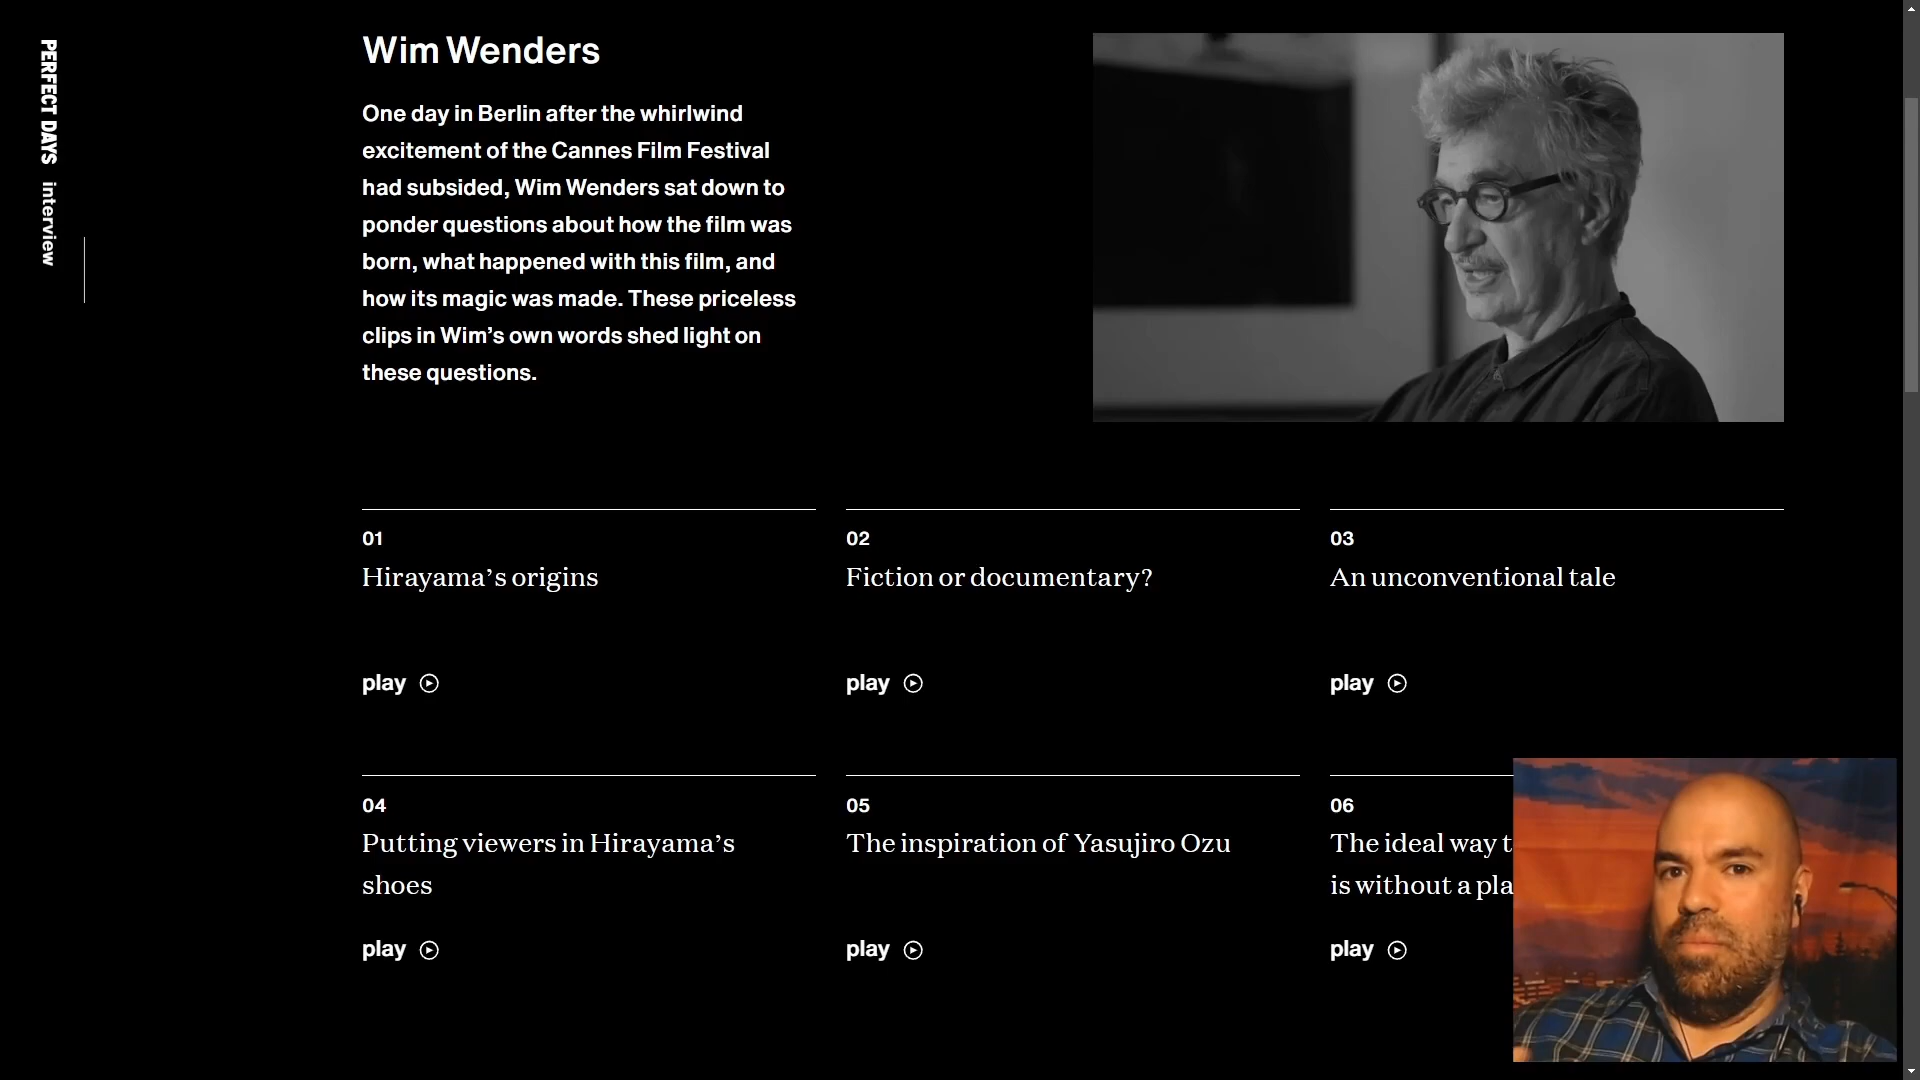 PERFECT DAYS interview
Wim Wenders
One day in Berlin after the whirlwind
excitement of the Cannes Film Festival
had subsided, Wim Wenders sat down to
ponder questions about how the film was
born, what happened with this film, and
how its magic was made. These priceless
clips in Wim’s own words shed light on
these questions.
01
Hirayama’s origins
play
02
Fiction or documentary?
play
03
An unconventional tale
play
04
Putting viewers in Hirayama’s
shoes
play
05
The inspiration of Yasujiro Ozu
play
06
The ideal way
is without a
play